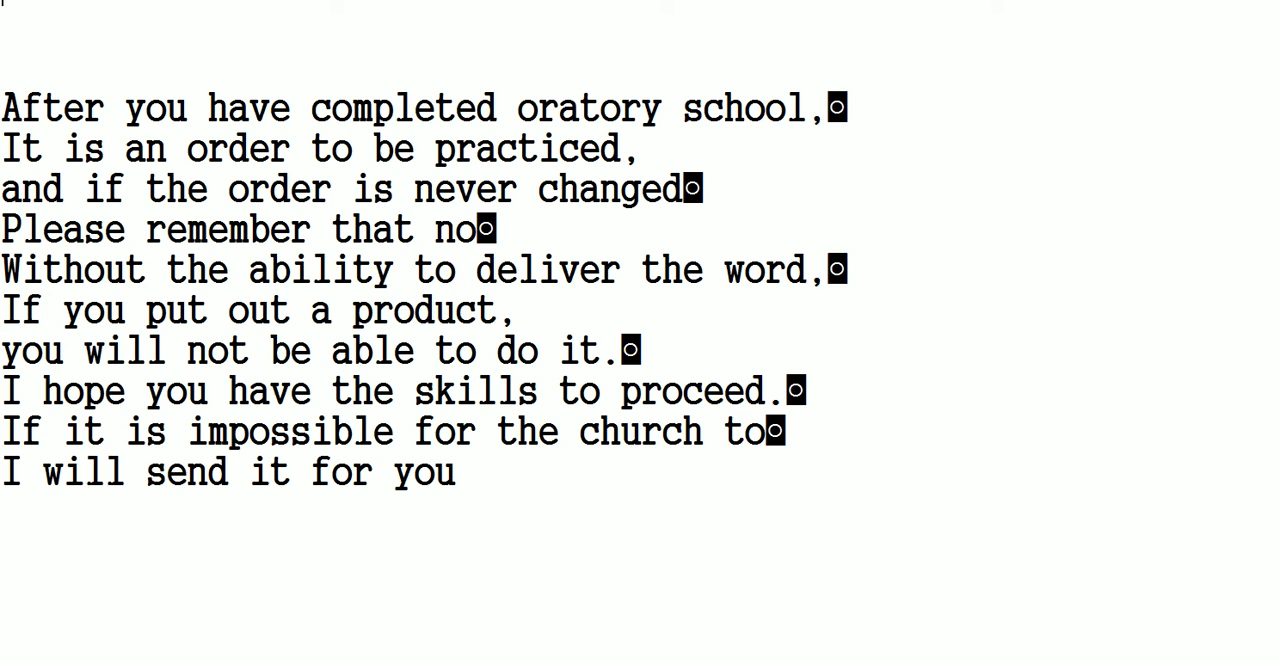 After you have completed oratory school,◙
It is an order to be practiced,
and if the order is never changed◙
Please remember that no◙
Without the ability to deliver the word,◙
If you put out a product,
you will not be able to do it.◙
I hope you have the skills to proceed.◙
If it is impossible for the church to◙
I will send it for you